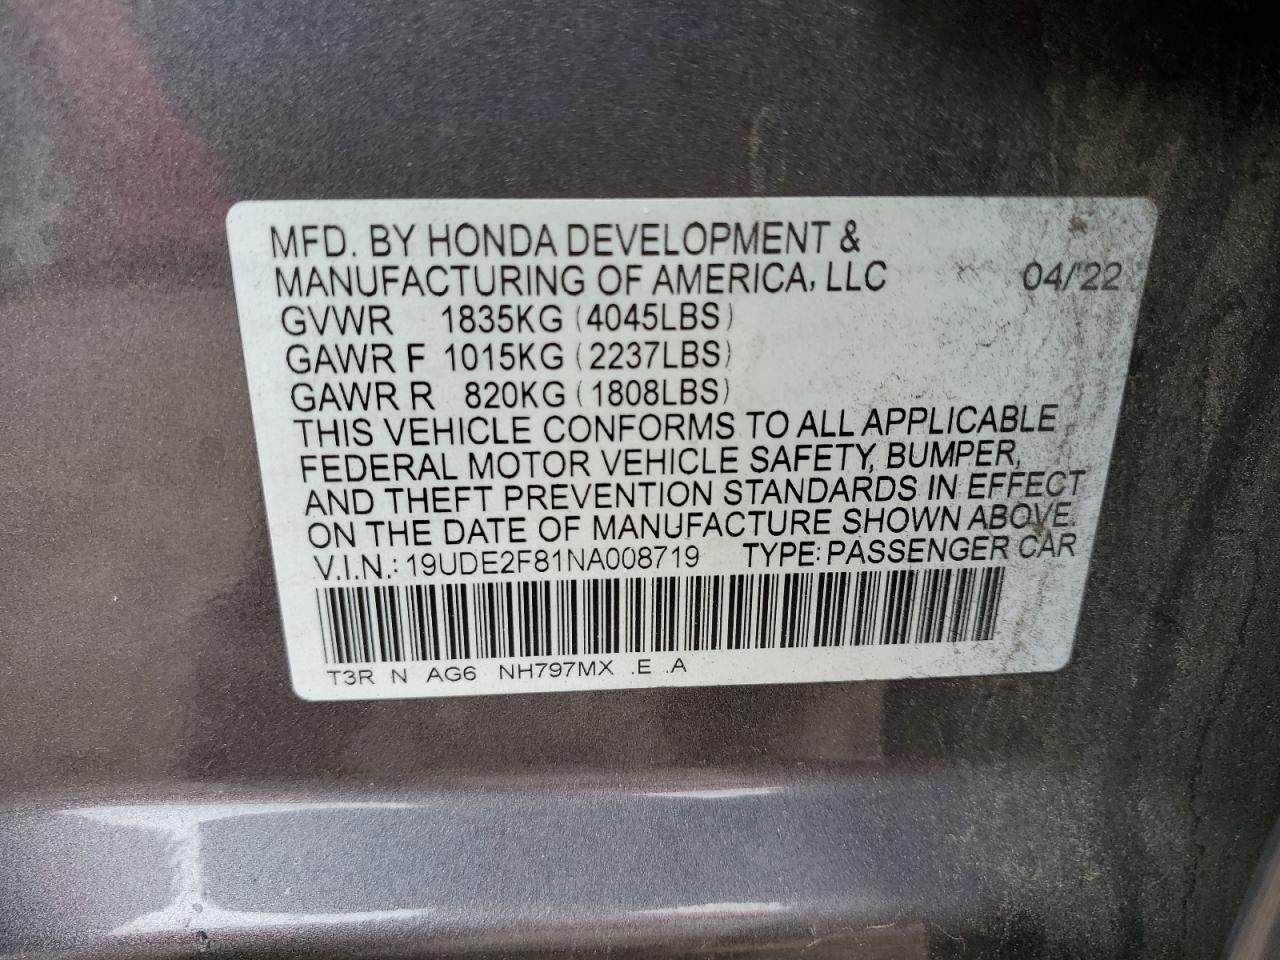 MFD. BY HONDA DEVELOPMENT &
MANUFACTURING OF AMERICA, LLC 04/'22
GVWR 1835KG (4045LBS)
GAWR F 1015KG (2237LBS)
GAWR R 820KG (1808LBS)
THIS VEHICLE CONFORMS TO ALL APPLICABLE
FEDERAL MOTOR VEHICLE SAFETY, BUMPER,
AND THEFT PREVENTION STANDARDS IN EFFECT
ON THE DATE OF MANUFACTURE SHOWN ABOVE.
V.I.N.: 19UDE2F81NA008719 TYPE: PASSENGER CAR
T3R N AG6 NH797MX .E .A